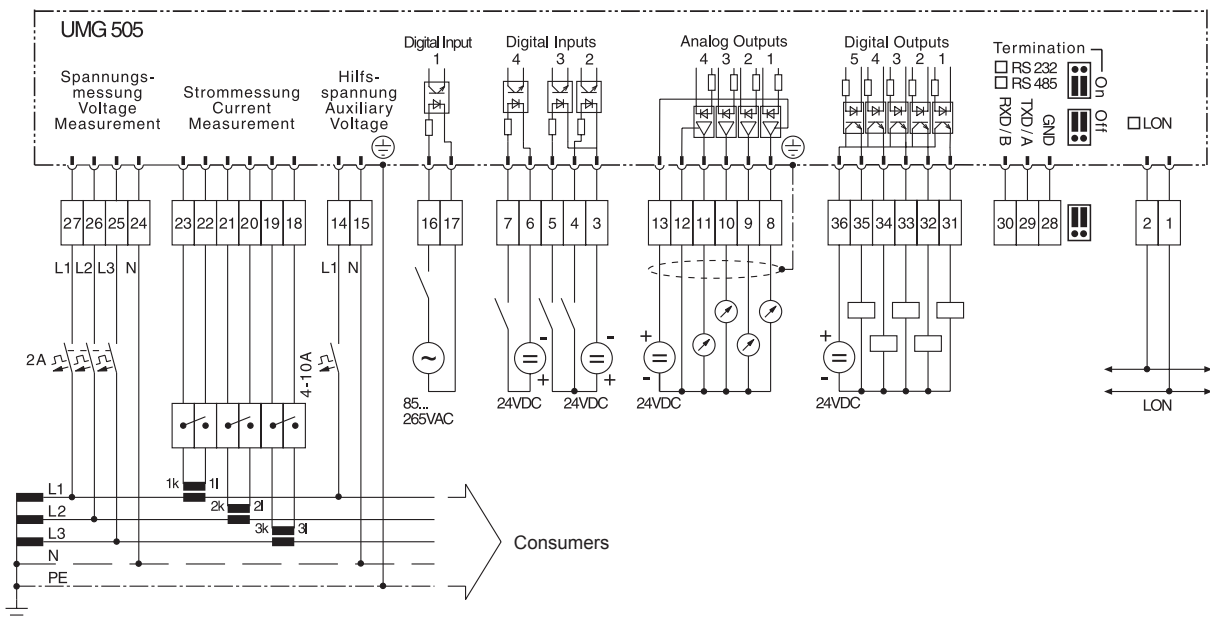 UMG 505
Spannungs-
messung
Voltage
Measurement
Strommessung
Current
Measurement
Hilfs-
spannung
Auxiliary
Voltage
Digital Input
1
Digital Inputs
4 3 2
Analog Outputs
4 3 2 1
Digital Outputs
5 4 3 2 1
Termination
RS 232
RS 485
On
Off
RXD / B
TXD / A
GND
LON
27 26 25 24
23 22 21 20 19 18
14 15
16 17
7 6 5 4 3
13 12 11 10 9 8
36 35 34 33 32 31
30 29 28
2 1
L1 L2 L3 N
L1 N
2A
4-10A
~
85...
265VAC
=
-
+
24VDC
=
-
+
24VDC
+
=
-
24VDC
+
=
-
24VDC
LON
1k 1l
2k 2l
3k 3l
L1
L2
L3
N
PE
Consumers